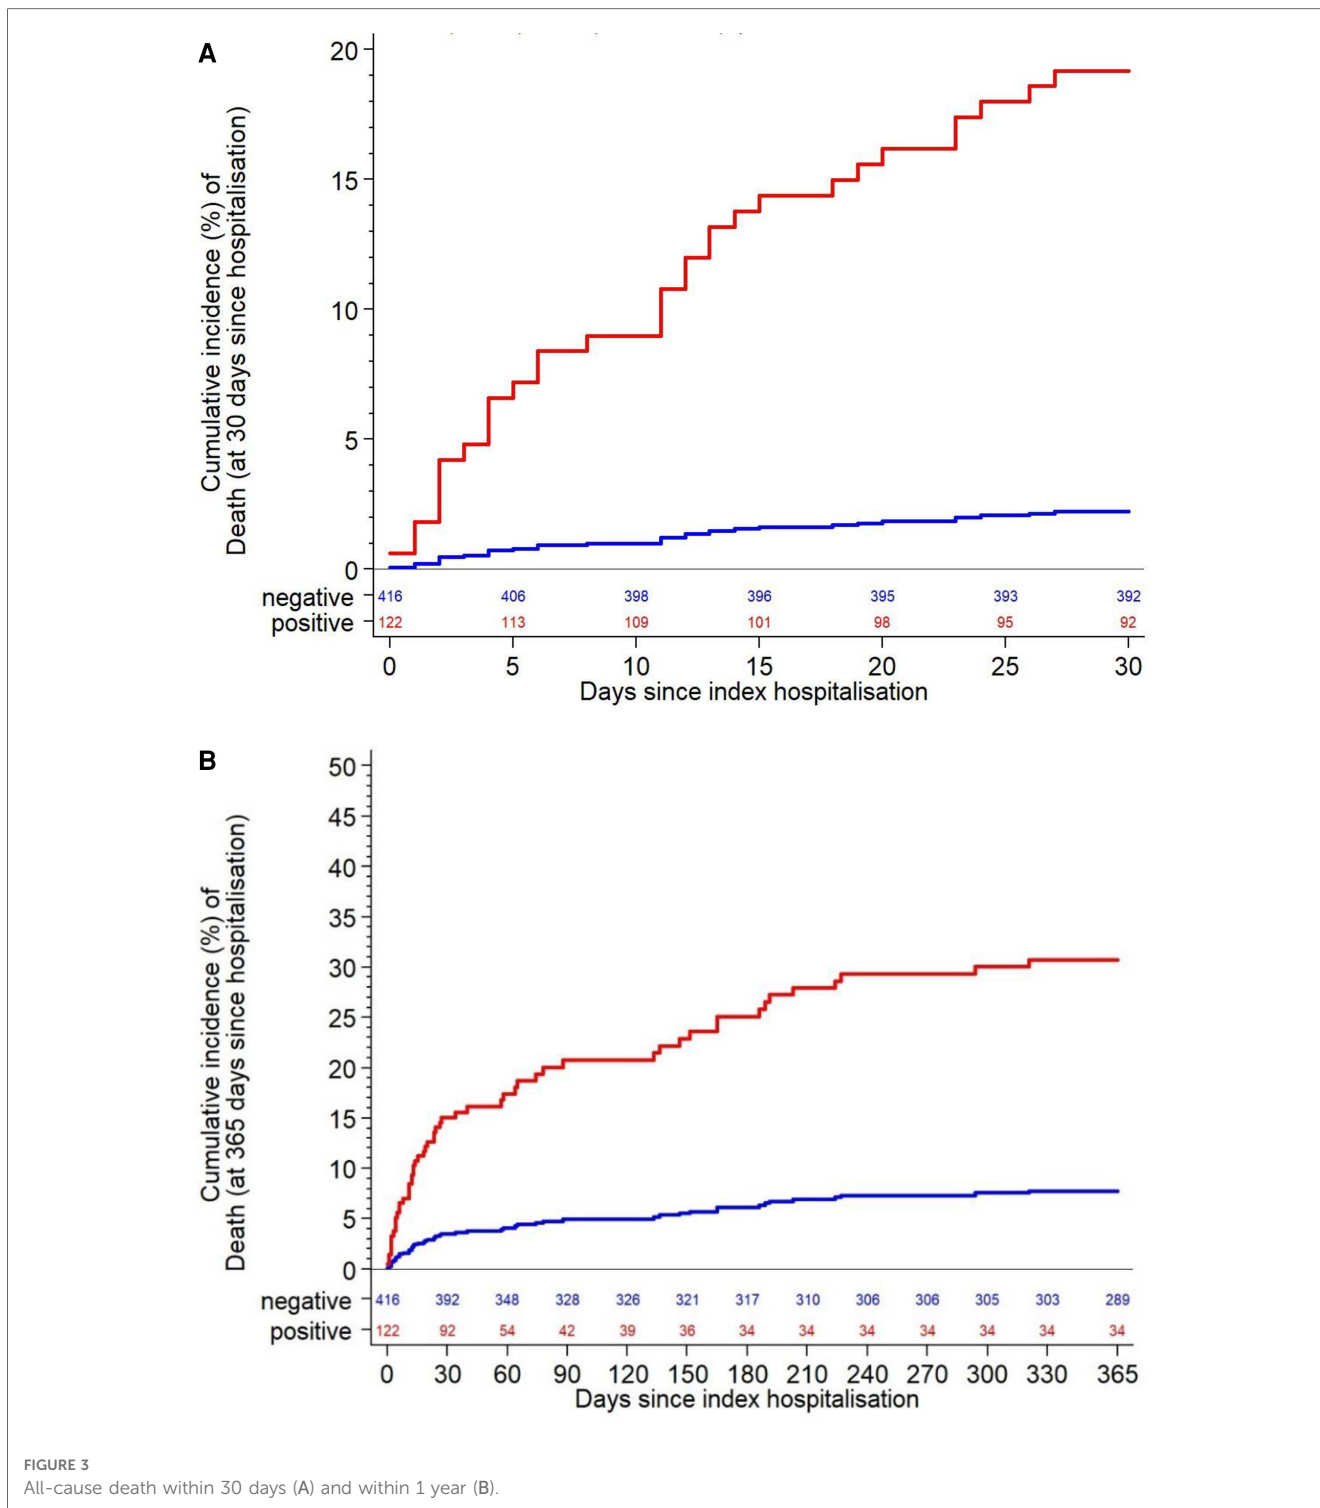 A
Cumulative incidence (%) of
Death (at 30 days since hospitalisation)
20
15
10
5
0
negative 416 406 398 396 395 393 392
positive 122 113 109 101 98 95 92
0 5 10 15 20 25 30
Days since index hospitalisation
B
Cumulative incidence (%) of
Death (at 365 days since hospitalisation)
50
45
40
35
30
25
20
15
10
5
0
negative 416 392 348 328 326 321 317 310 306 306 305 303 289
positive 122 92 54 42 39 36 34 34 34 34 34 34 34
0 30 60 90 120 150 180 210 240 270 300 330 365
Days since index hospitalisation
FIGURE 3
All-cause death within 30 days (A) and within 1 year (B).